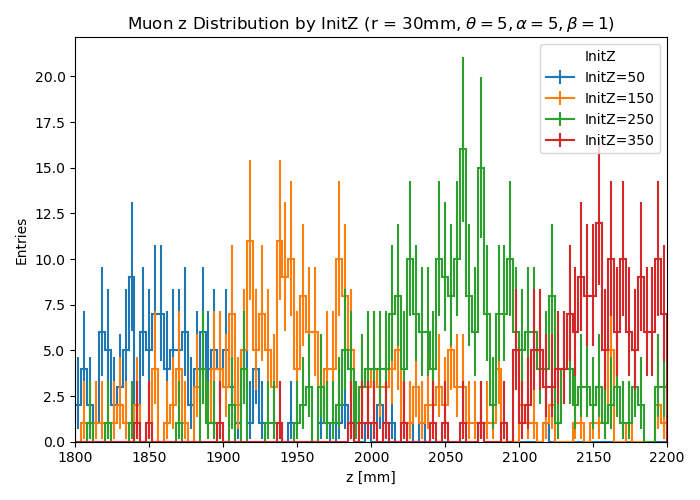 Muon z Distribution by InitZ (r = 30mm, θ = 5, α = 5, β = 1)
InitZ
InitZ=50
InitZ=150
InitZ=250
InitZ=350
Entries
20.0
17.5
15.0
12.5
10.0
7.5
5.0
2.5
0.0
1800 1850 1900 1950 2000 2050 2100 2150 2200
z [mm]